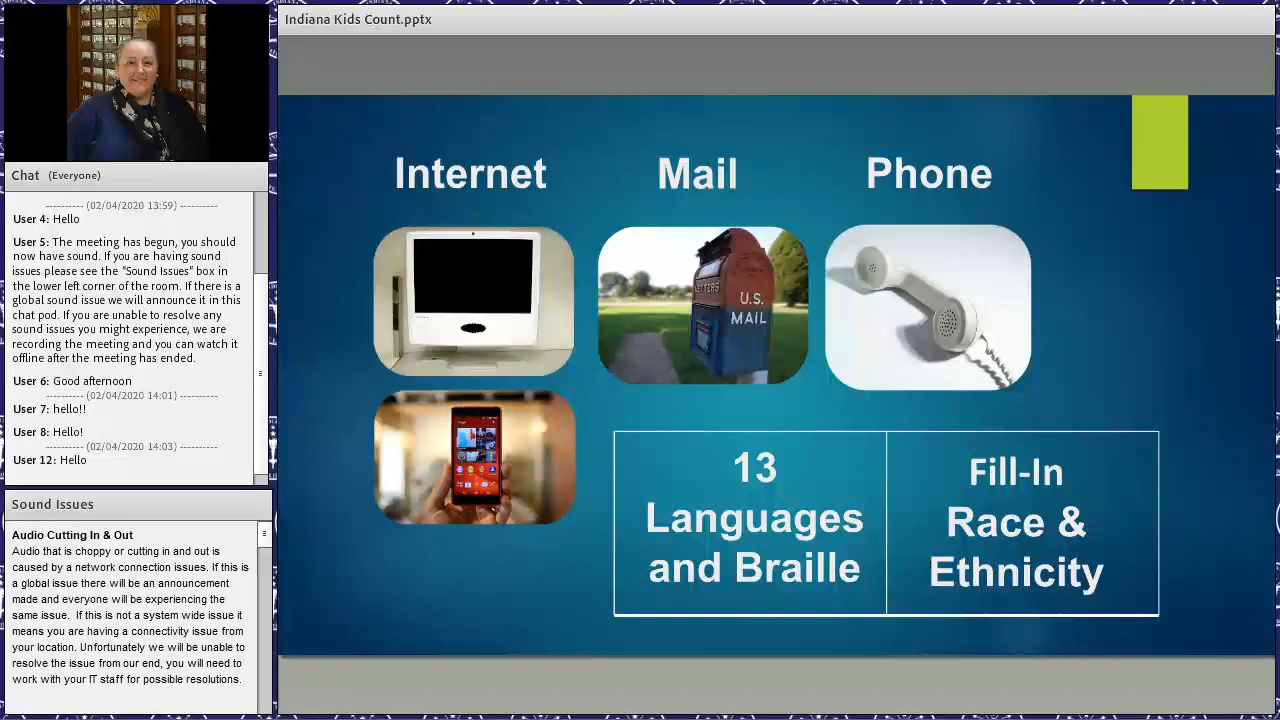 Indiana Kids Count.pptx
Chat (Everyone)
---------- (02/04/2020 13:59) ----------
User 4: Hello
User 5: The meeting has begun, you should
now have sound. If you are having sound
issues please see the "Sound Issues" box in
the lower left corner of the room. If there is a
global sound issue we will announce it in this
chat pod. If you are unable to resolve any
sound issues you might experience, we are
recording the meeting and you can watch it
offline after the meeting has ended.
User 6: Good afternoon
---------- (02/04/2020 14:01) ----------
User 7: hello!!
User 8: Hello!
---------- (02/04/2020 14:03) ----------
User 12: Hello
Sound Issues
Audio Cutting In & Out
Audio that is choppy or cutting in and out is
caused by a network connection issues. If this is
a global issue there will be an announcement
made and everyone will be experiencing the
same issue.  If this is not a system wide issue it
means you are having a connectivity issue from
your location. Unfortunately we will be unable to
resolve the issue from our end, you will need to
work with your IT staff for possible resolutions.
Internet
Mail
Phone
LETTERS
U.S.
MAIL
13
Languages
and Braille
Fill-In
Race &
Ethnicity